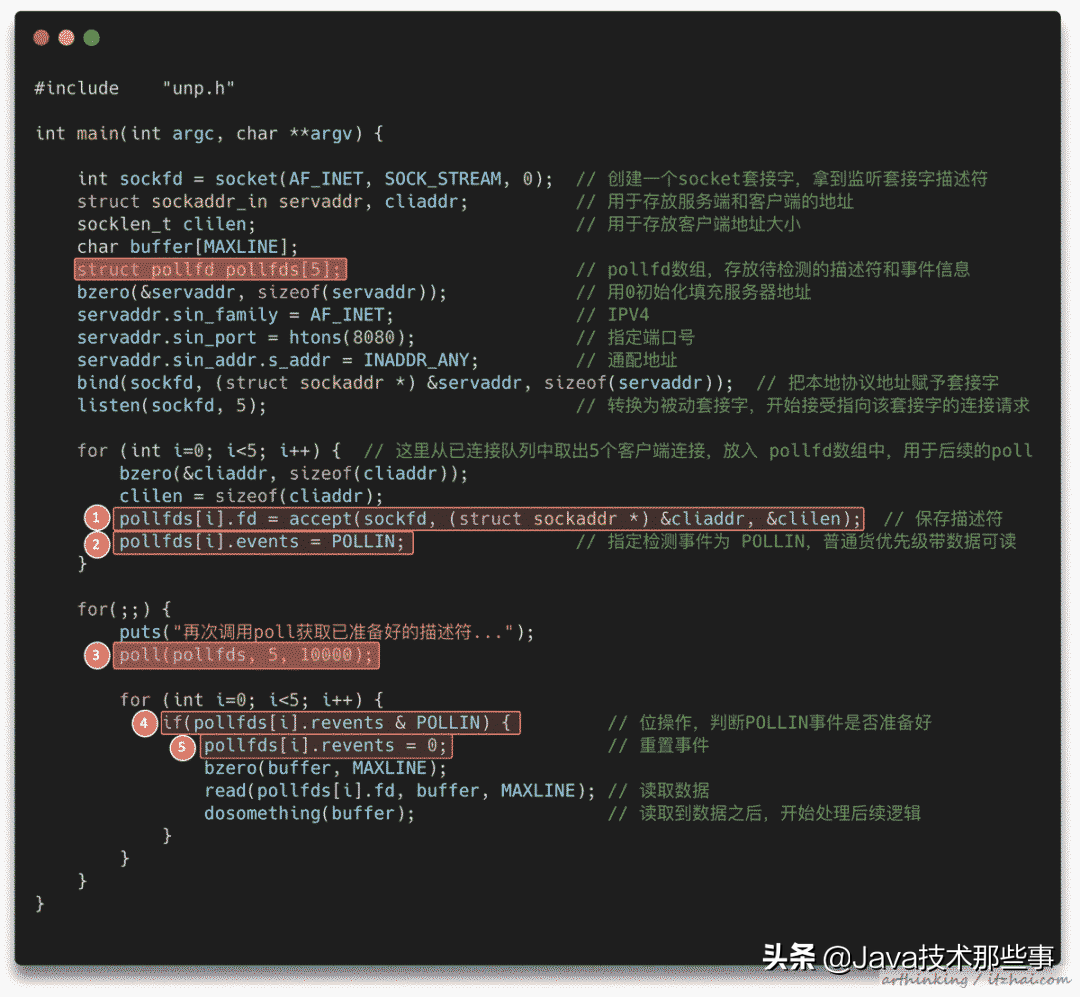 #include    "unp.h"
int main(int argc, char **argv) {
int sockfd = socket(AF_INET, SOCK_STREAM, 0);  // 创建一个socket套接字，拿到监听套接字描述符
struct sockaddr_in servaddr, cliaddr;          // 用于存放服务端和客户端的地址
socklen_t clilen;                              // 用于存放客户端地址大小
char buffer[MAXLINE];
struct pollfd pollfds[5];                      // pollfd数组，存放待检测的描述符和事件信息
bzero(&servaddr, sizeof(servaddr));            // 用0初始化填充服务器地址
servaddr.sin_family = AF_INET;                 // IPV4
servaddr.sin_port = htons(8080);               // 指定端口号
servaddr.sin_addr.s_addr = INADDR_ANY;         // 通配地址
bind(sockfd, (struct sockaddr *) &servaddr, sizeof(servaddr));  // 把本地协议地址赋予套接字
listen(sockfd, 5);                             // 转换为被动套接字，开始接受指向该套接字的连接请求
for (int i=0; i<5; i++) {  // 这里从已连接队列中取出5个客户端连接，放入 pollfd数组中，用于后续的poll
bzero(&cliaddr, sizeof(cliaddr));
clilen = sizeof(cliaddr);
1 pollfds[i].fd = accept(sockfd, (struct sockaddr *) &cliaddr, &clilen);  // 保存描述符
2 pollfds[i].events = POLLIN;                // 指定检测事件为 POLLIN，普通货优先级带数据可读
}
for(;;) {
puts("再次调用poll获取已准备好的描述符...");
3 poll(pollfds, 5, 10000);
for (int i=0; i<5; i++) {
4 if(pollfds[i].revents & POLLIN) {         // 位操作，判断POLLIN事件是否准备好
5 pollfds[i].revents = 0;               // 重置事件
bzero(buffer, MAXLINE);
read(pollfds[i].fd, buffer, MAXLINE); // 读取数据
dosomething(buffer);                  // 读取到数据之后，开始处理后续逻辑
}
}
}
}
头条 @Java技术那些事
arthinking / itzhai.com